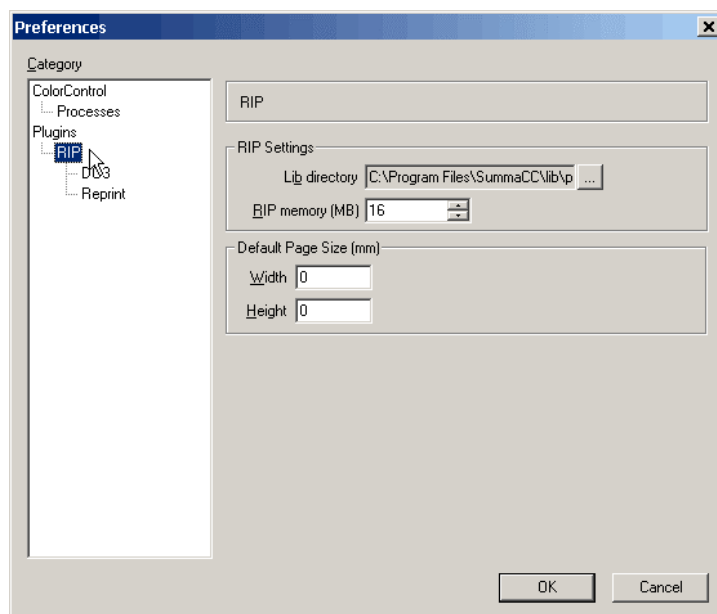 Preferences
Category
ColorControl
Processes
Plugins
RIP
Reprint
RIP
RIP Settings
Lib directory C:\Program Files\SummaCC\lib\p ...
RIP memory (MB) 16
Default Page Size (mm)
Width 0
Height 0
OK Cancel